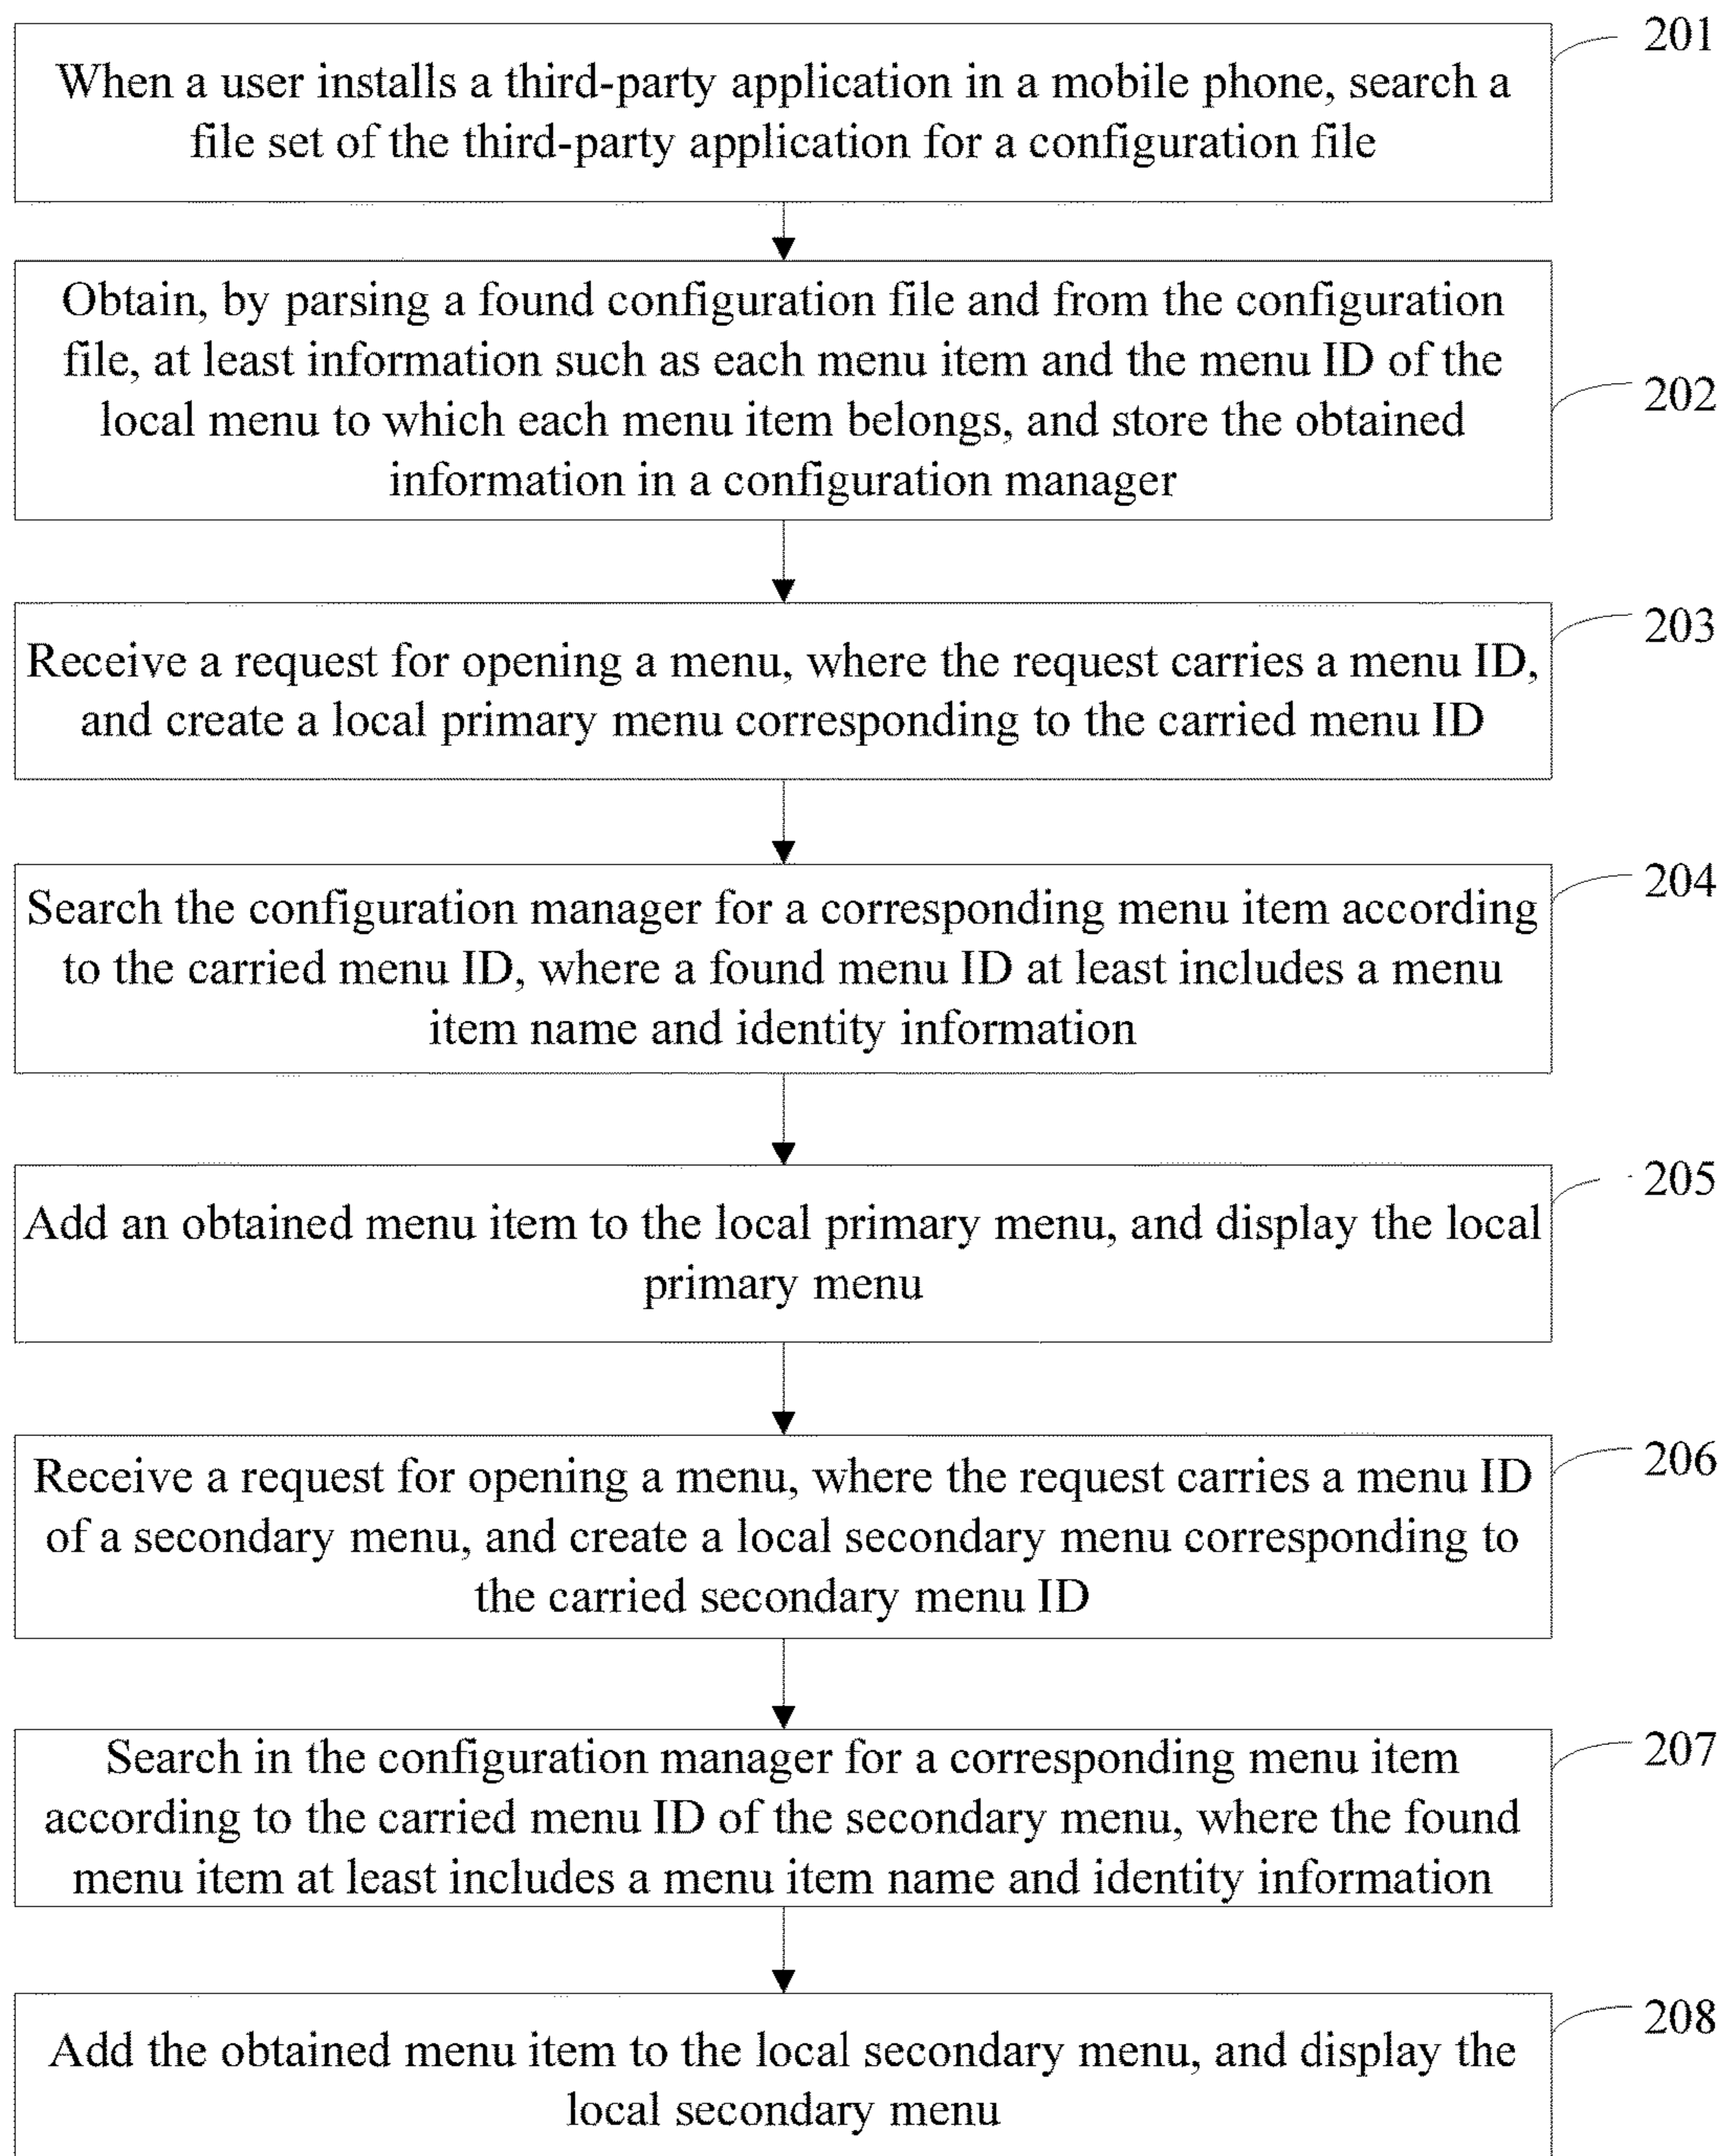 201
When a user installs a third-party application in a mobile phone, search a
file set of the third-party application for a configuration file
Obtain, by parsing a found configuration file and from the configuration
file, at least information such as each menu item and the menu ID of the
202
local menu to which each menu item belongs, and store the obtained
information in a configuration manager
203
Receive a request for opening a menu, where the request carries a menu ID,
and create a local primary menu corresponding to the carried menu ID
204
Search the configuration manager for a corresponding menu item according
to the carried menu ID, where a found menu ID at least includes a menu
item name and identity information
205
Add an obtained menu item to the local primary menu, and display the local
primary menu
206
Receive a request for opening a menu, where the request carries a menu ID
of a secondary menu, and create a local secondary menu corresponding to
the carried secondary menu ID
207
Search in the configuration manager for a corresponding menu item
according to the carried menu ID of the secondary menu, where the found
menu item at least includes a menu item name and identity information
208
Add the obtained menu item to the local secondary menu, and display the
local secondary menu